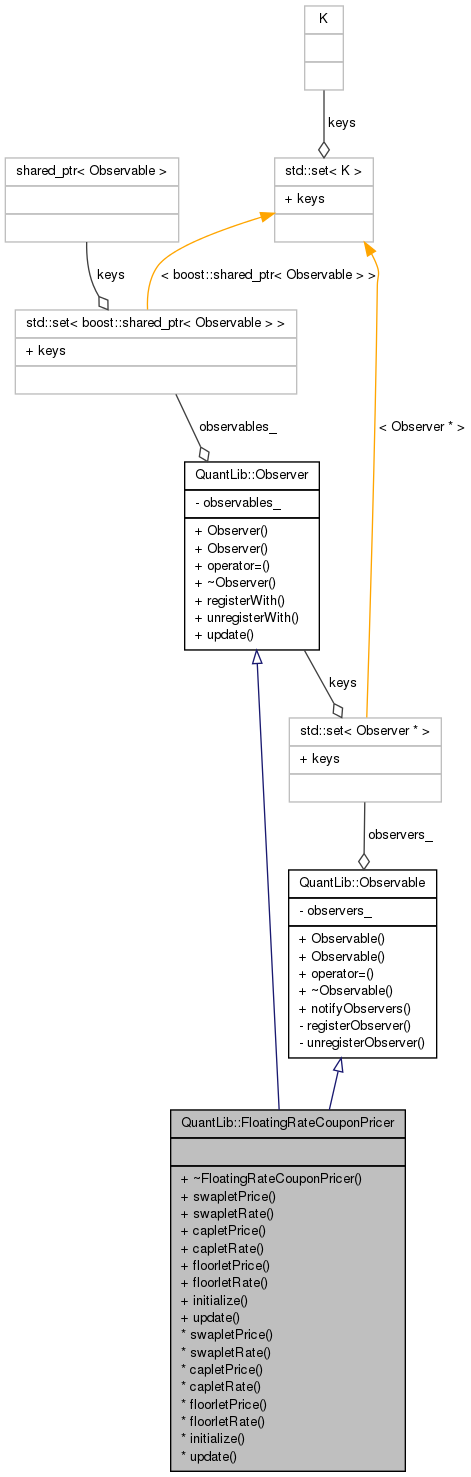 K
keys
shared_ptr< Observable >
std::set< K >
+ keys
keys
< boost::shared_ptr< Observable > >
std::set< boost::shared_ptr< Observable > >
+ keys
observables_
< Observer * >
QuantLib::Observer
- observables_
+ Observer()
+ Observer()
+ operator=()
+ ~Observer()
+ registerWith()
+ unregisterWith()
+ update()
keys
std::set< Observer * >
+ keys
observers_
QuantLib::Observable
- observers_
+ Observable()
+ Observable()
+ operator=()
+ ~Observable()
+ notifyObservers()
- registerObserver()
- unregisterObserver()
QuantLib::FloatingRateCouponPricer
+ ~FloatingRateCouponPricer()
+ swapletPrice()
+ swapletRate()
+ capletPrice()
+ capletRate()
+ floorletPrice()
+ floorletRate()
+ initialize()
+ update()
* swapletPrice()
* swapletRate()
* capletPrice()
* capletRate()
* floorletPrice()
* floorletRate()
* initialize()
* update()